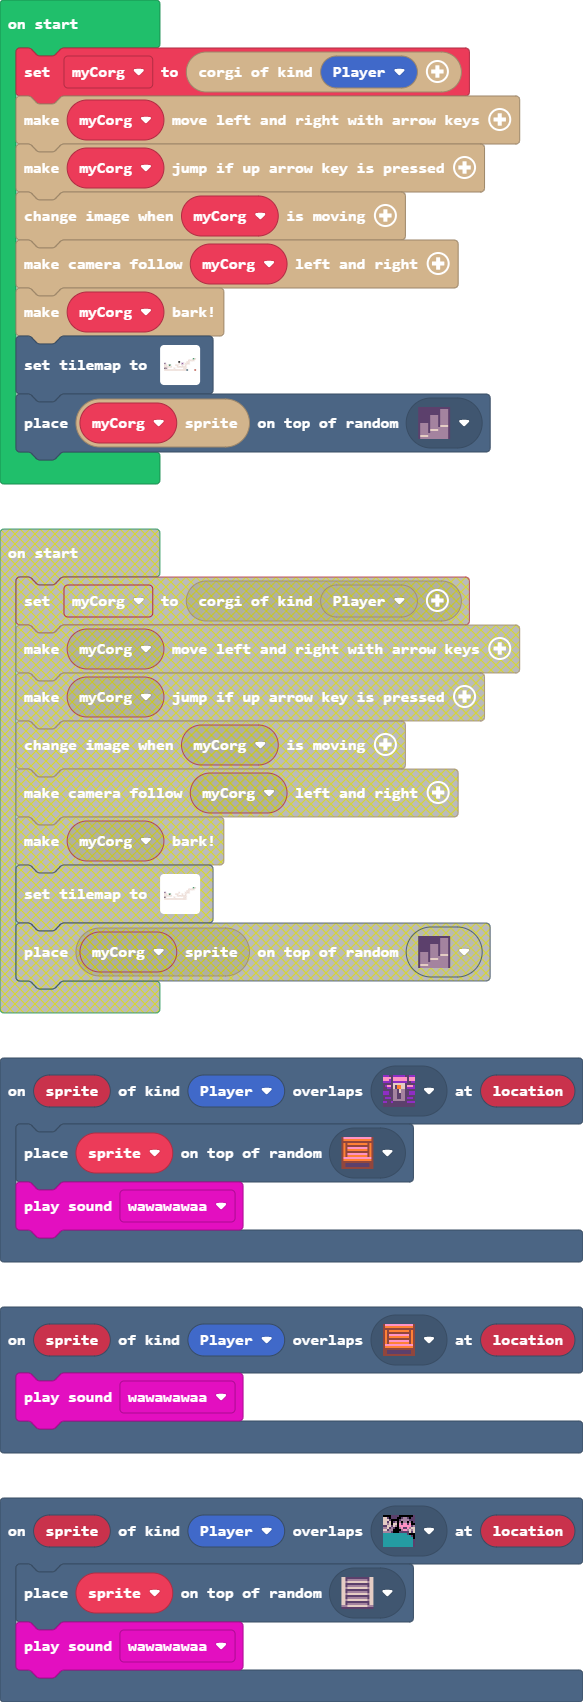 on start
set myCorg to corgi of kind Player
make myCorg move left and right with arrow keys
make myCorg jump if up arrow key is pressed
change image when myCorg is moving
make camera follow myCorg left and right
make myCorg bark!
set tilemap to
place myCorg sprite on top of random
on start
set myCorg to corgi of kind Player
make myCorg move left and right with arrow keys
make myCorg jump if up arrow key is pressed
change image when myCorg is moving
make camera follow myCorg left and right
make myCorg bark!
set tilemap to
place myCorg sprite on top of random
on sprite of kind Player overlaps at location
place sprite on top of random
play sound wawawawaa
on sprite of kind Player overlaps at location
play sound wawawawaa
on sprite of kind Player overlaps at location
place sprite on top of random
play sound wawawawaa